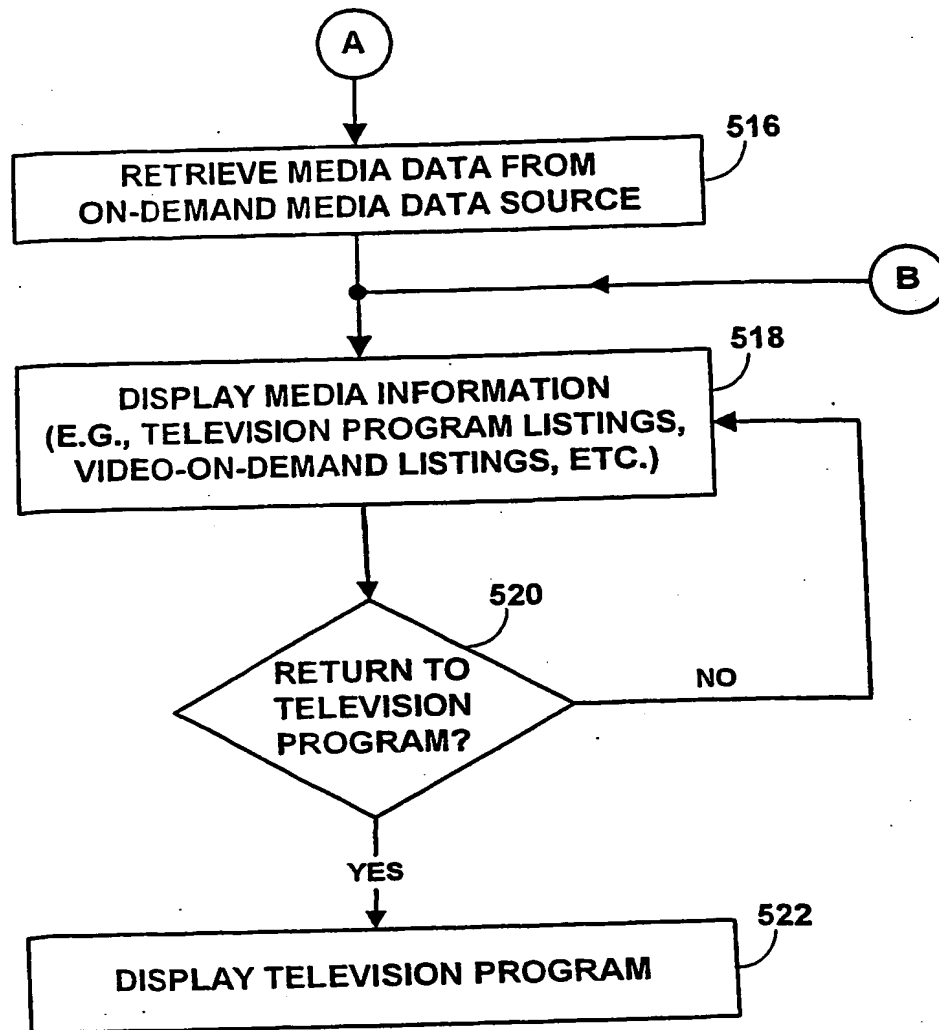 A
516
RETRIEVE MEDIA DATA FROM
ON-DEMAND MEDIA DATA SOURCE
B
518
DISPLAY MEDIA INFORMATION
(E.G., TELEVISION PROGRAM LISTINGS,
VIDEO-ON-DEMAND LISTINGS, ETC.)
520
RETURN TO
TELEVISION
PROGRAM?
NO
YES
522
DISPLAY TELEVISION PROGRAM